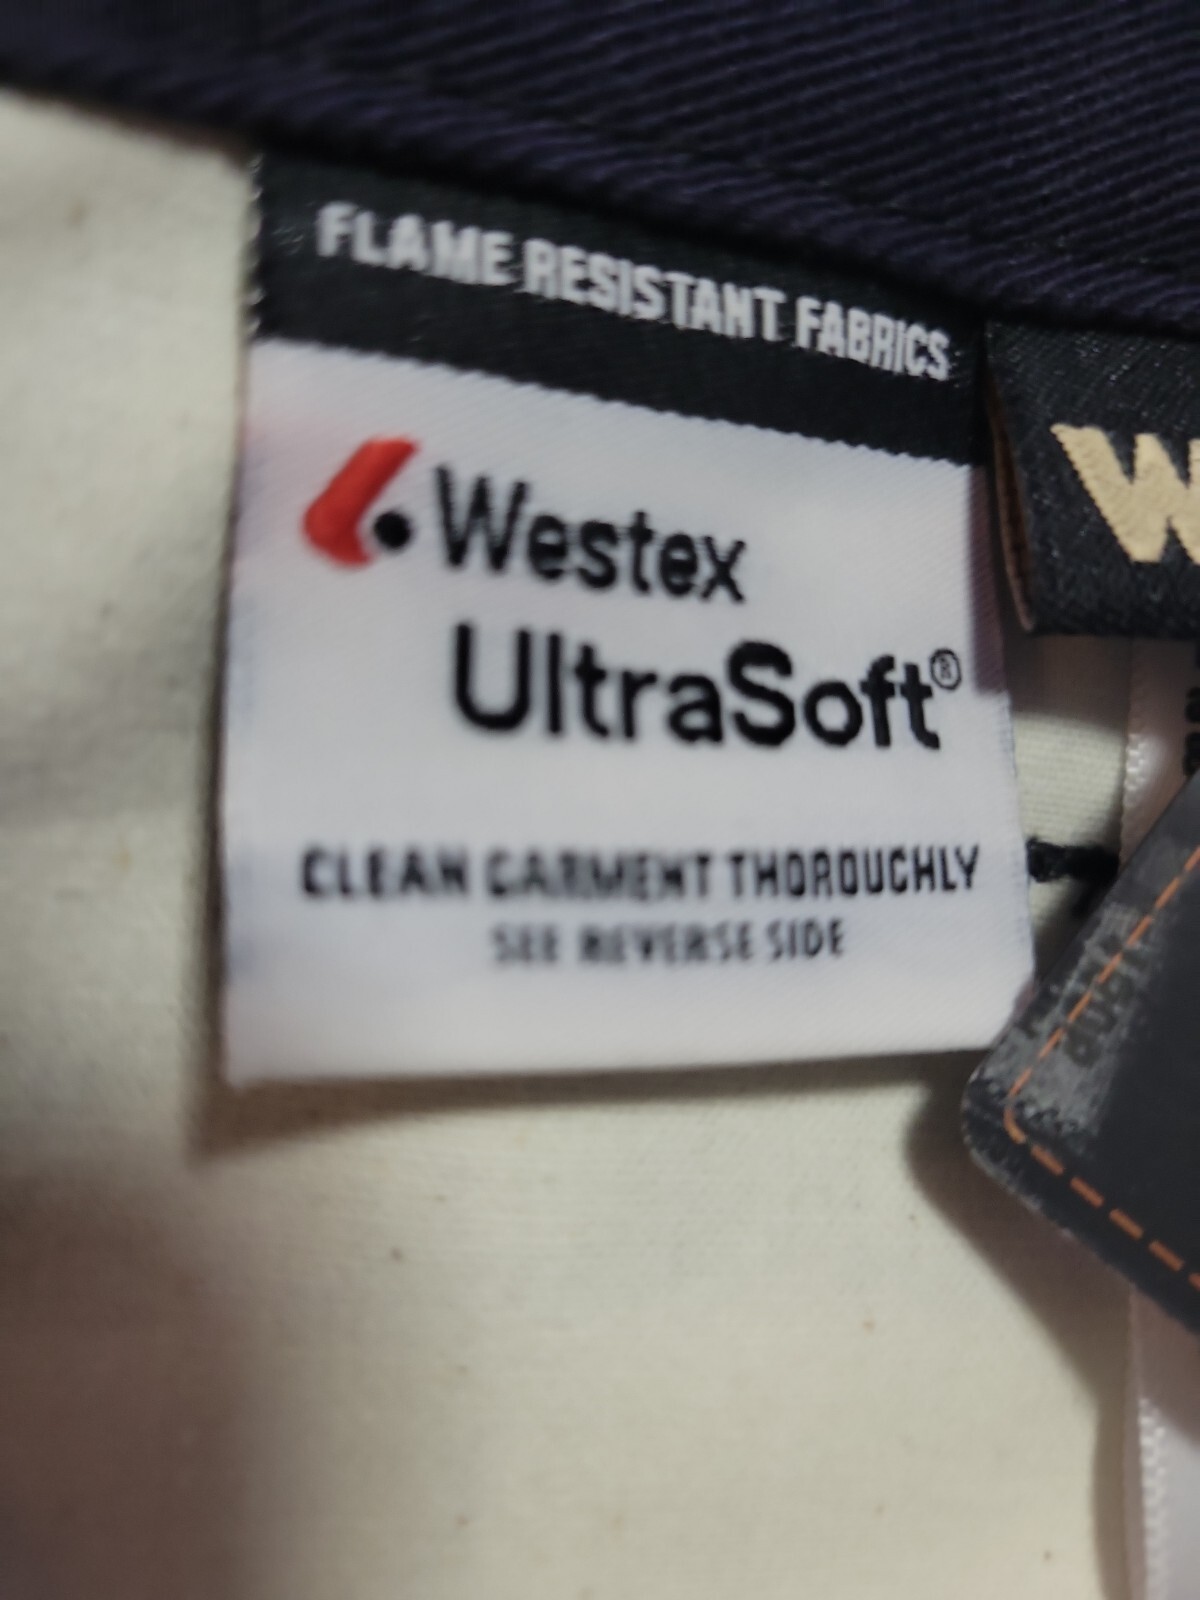 FLAME RESISTANT FABRICS
Westex
UltraSoft®
CLEAN GARMENT THOROUGHLY
SEE REVERSE SIDE
W